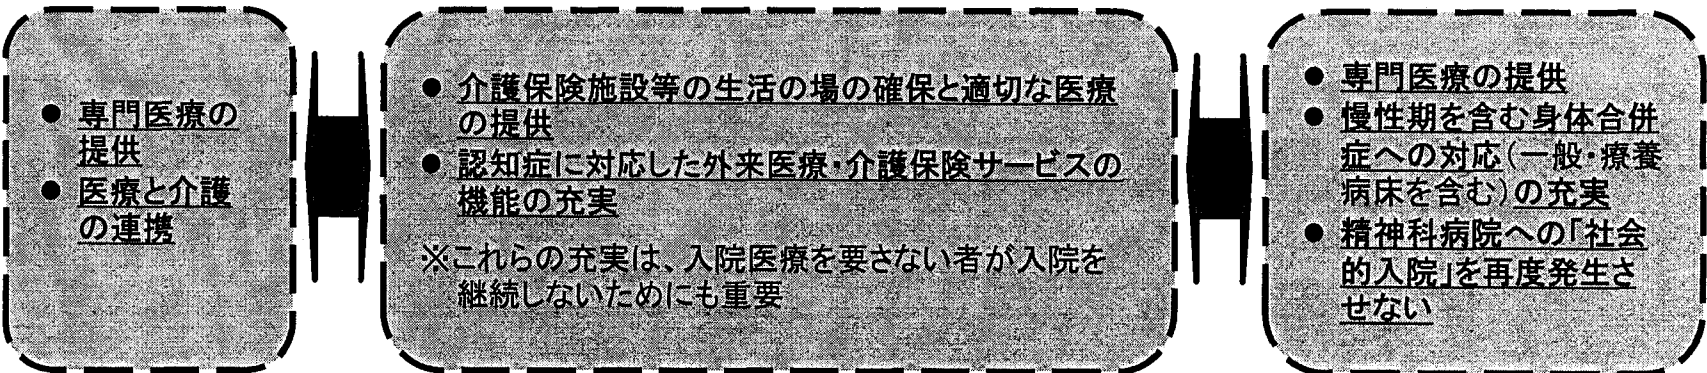 ● 専門医療の
提供
● 医療と介護
の連携
● 介護保険施設等の生活の場の確保と適切な医療
の提供
● 認知症に対応した外来医療・介護保険サービスの
機能の充実
※これらの充実は、入院医療を要さない者が入院を
継続しないためにも重要
● 専門医療の提供
● 慢性期を含む身体合併
症への対応(一般・療養
病床を含む)の充実
● 精神科病院への「社会
的入院」を再度発生さ
せない